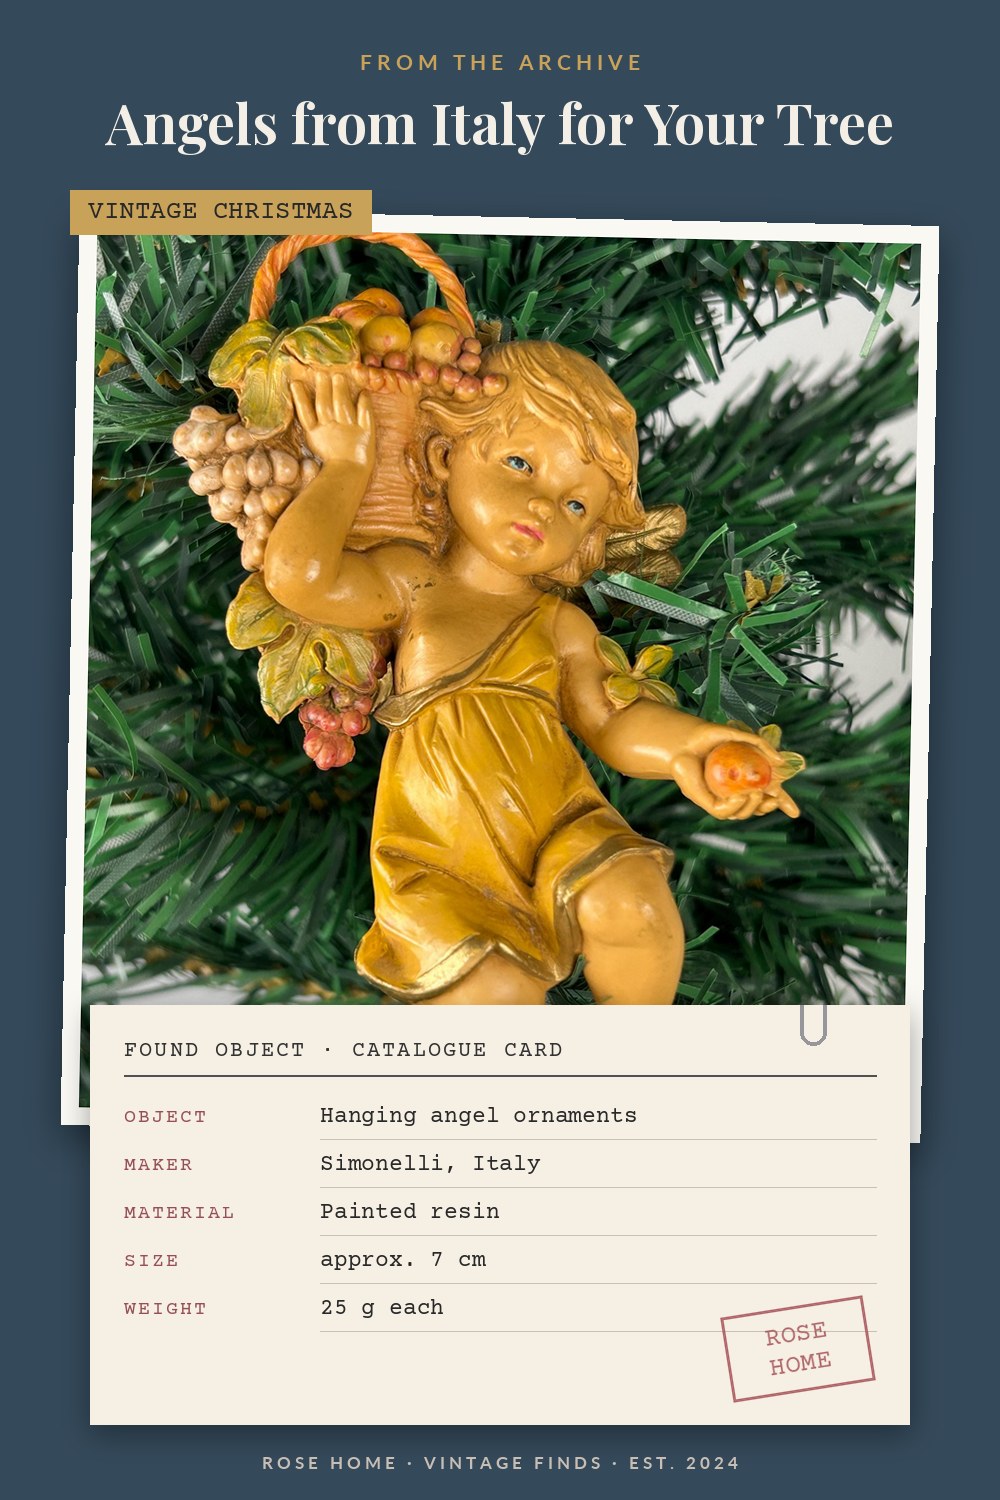 FROM THE ARCHIVE
Angels from Italy for Your Tree
VINTAGE CHRISTMAS
FOUND OBJECT · CATALOGUE CARD
OBJECT Hanging angel ornaments
MAKER Simonelli, Italy
MATERIAL Painted resin
SIZE approx. 7 cm
WEIGHT 25 g each
ROSE
HOME
ROSE HOME · VINTAGE FINDS · EST. 2024